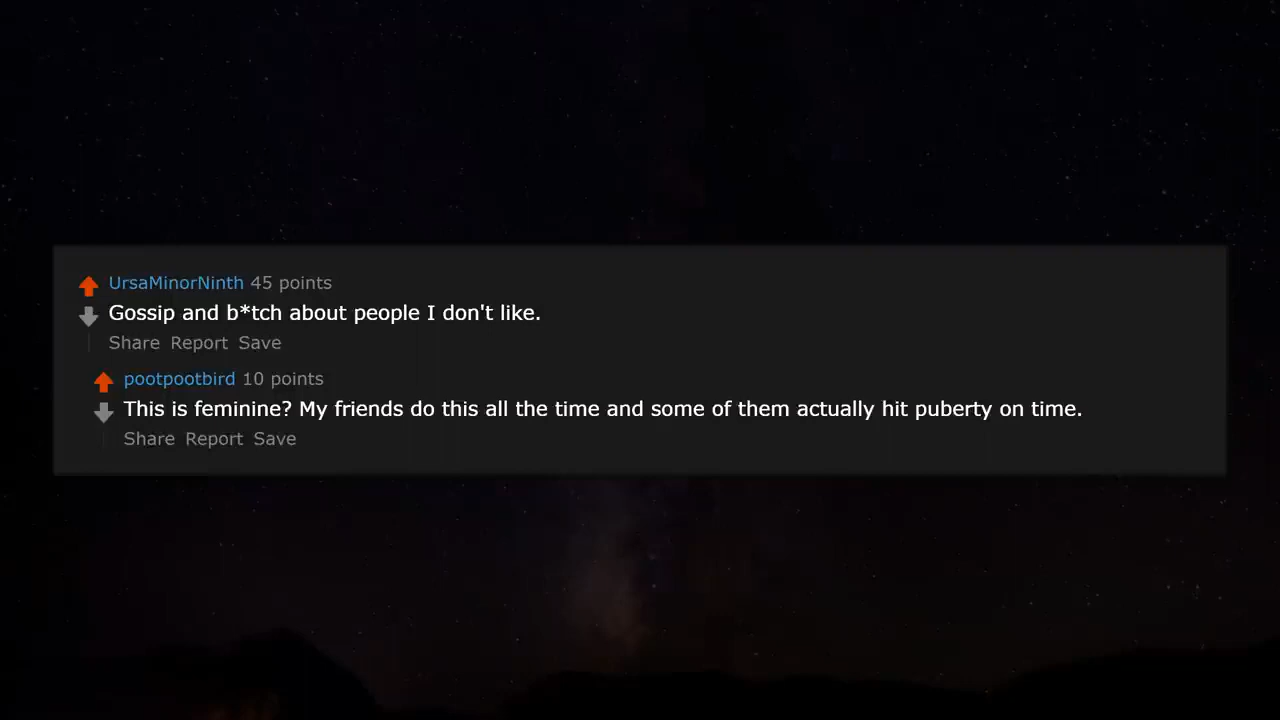 UrsaMinorNinth 45 points
Gossip and b*tch about people I don't like.
Share Report Save
pootpootbird 10 points
This is feminine? My friends do this all the time and some of them actually hit puberty on time.
Share Report Save